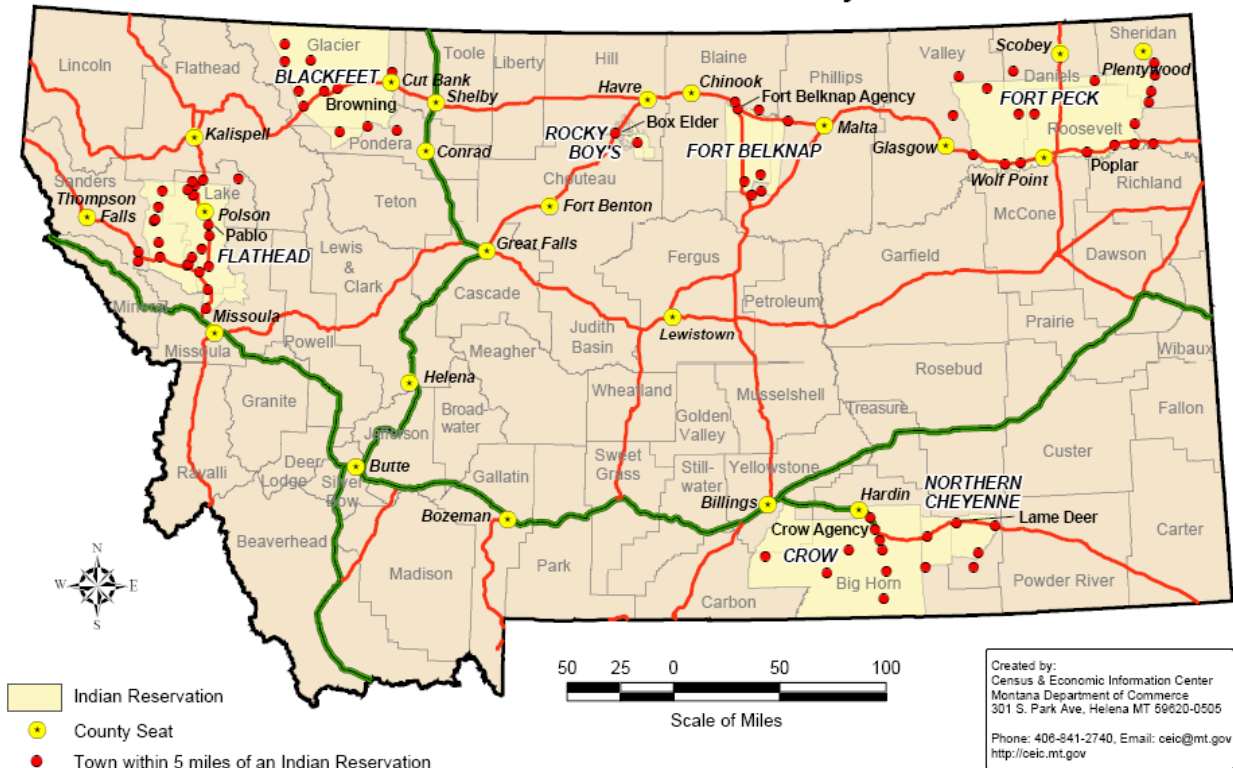 Sheridan
Scobey
Glacier
Toole
Hill
Blaine
Valley
Lincoln
Flathead
Liberty
Plentywood
BLACKFEET
Cut Bank
Havre
Chinook
Phillips
Daniels
Browning
Shelby
Fort Belknap Agency
FORT PECK
Kalispell
ROCKY
BOY'S
Box Elder
Malta
Roosevelt
Pondera
Conrad
FORT BELKNAP
Glasgow
Poplar
Sanders
Chouteau
Wolf Point
Richland
Thompson
Falls
Lake
Teton
Polson
Fort Benton
McCone
Pablo
FLATHEAD
Lewis
&
Clark
Great Falls
Fergus
Garfield
Dawson
Cascade
Mineral
Petroleum
Missoula
Judith
Basin
Lewistown
Prairie
Missoula
Powell
Meagher
Wibaux
Helena
Wheatland
Musselshell
Rosebud
Granite
Broad-
water
Golden
Valley
Treasure
Fallon
Jefferson
Custer
Ravalli
Deer
Lodge
Butte
Silver
Bow
Gallatin
Sweet
Grass
Still-
water
Yellowstone
NORTHERN
CHEYENNE
Billings
Hardin
Bozeman
Crow Agency
Lame Deer
Carter
Beaverhead
CROW
Madison
Park
Big Horn
Powder River
Carbon
N
W
E
S
50 25 0 50 100
Scale of Miles
Indian Reservation
County Seat
Town within 5 miles of an Indian Reservation
Created by:
Census & Economic Information Center
Montana Department of Commerce
301 S. Park Ave, Helena MT 59620-0505
Phone: 406-841-2740, Email: ceic@mt.gov
http://ceic.mt.gov